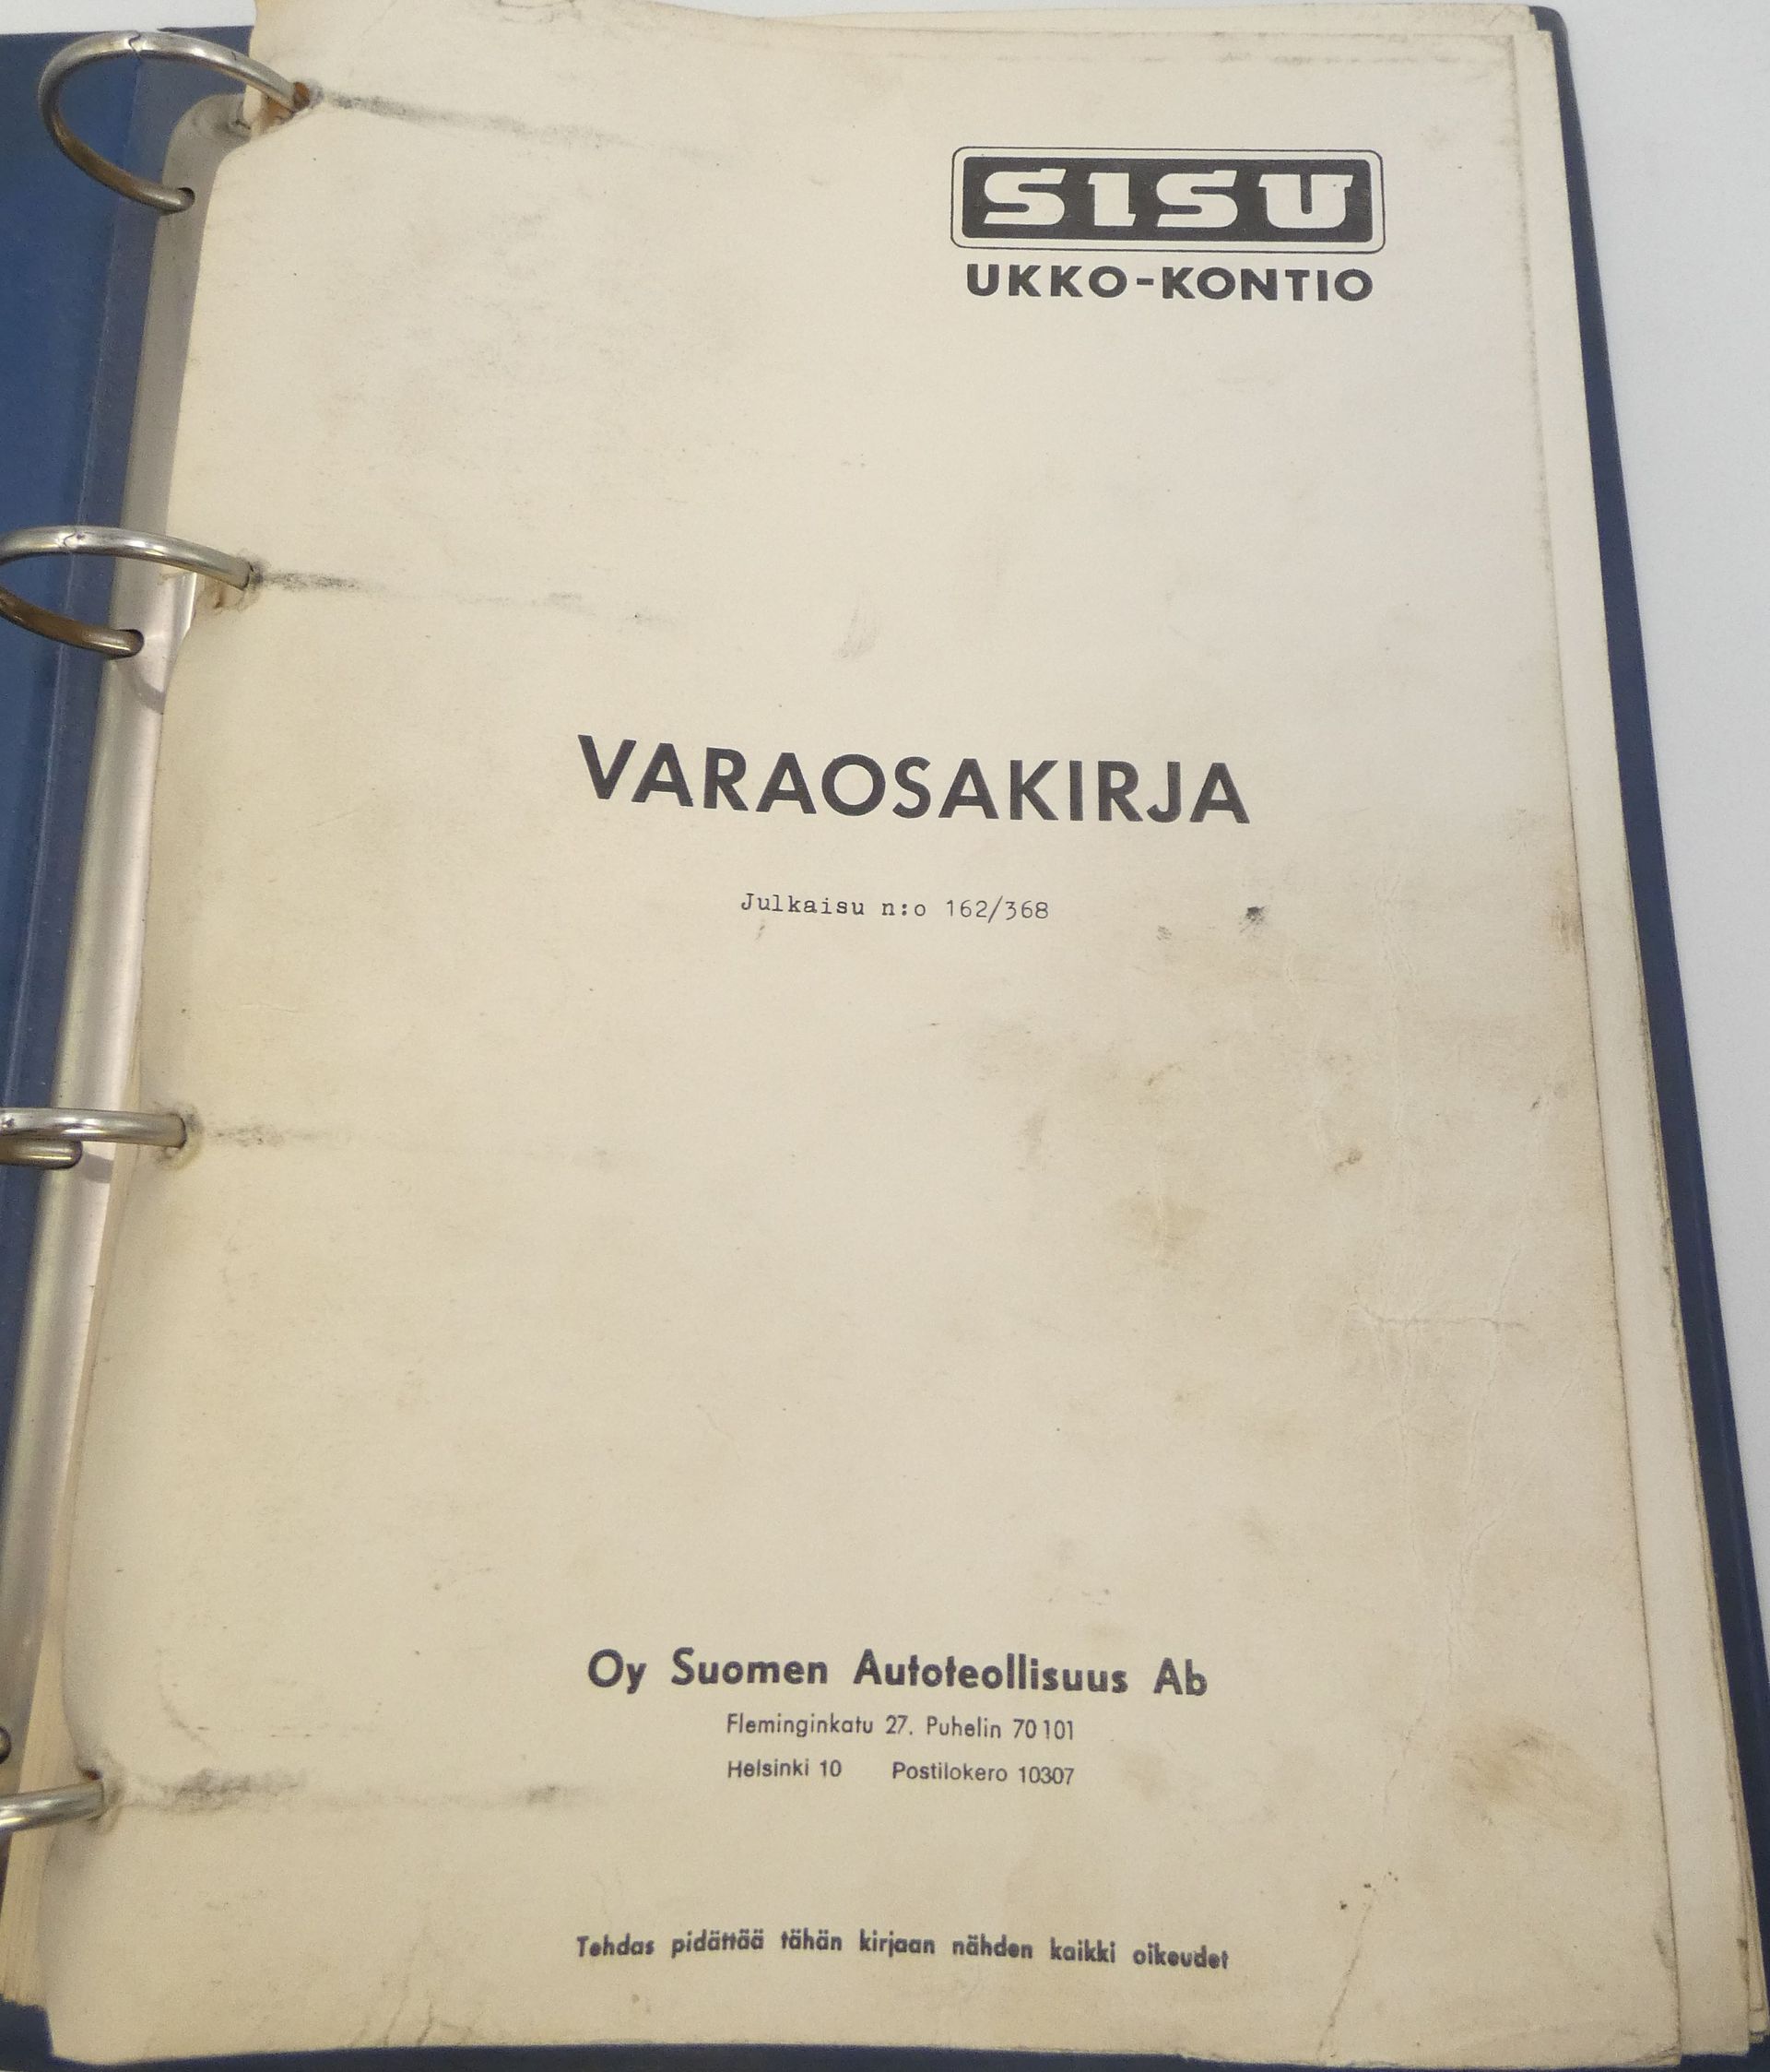 SISU
UKKO-KONTIO
VARAOSAKIRJA
Julkaisu n:o 162/368
Oy Suomen Autoteollisuus Ab
Fleminginkatu 27. Puhelin 70 101
Helsinki 10 Postilokero 10307
Tehdas pidättää tähän kirjaan nähden kaikki oikeudet